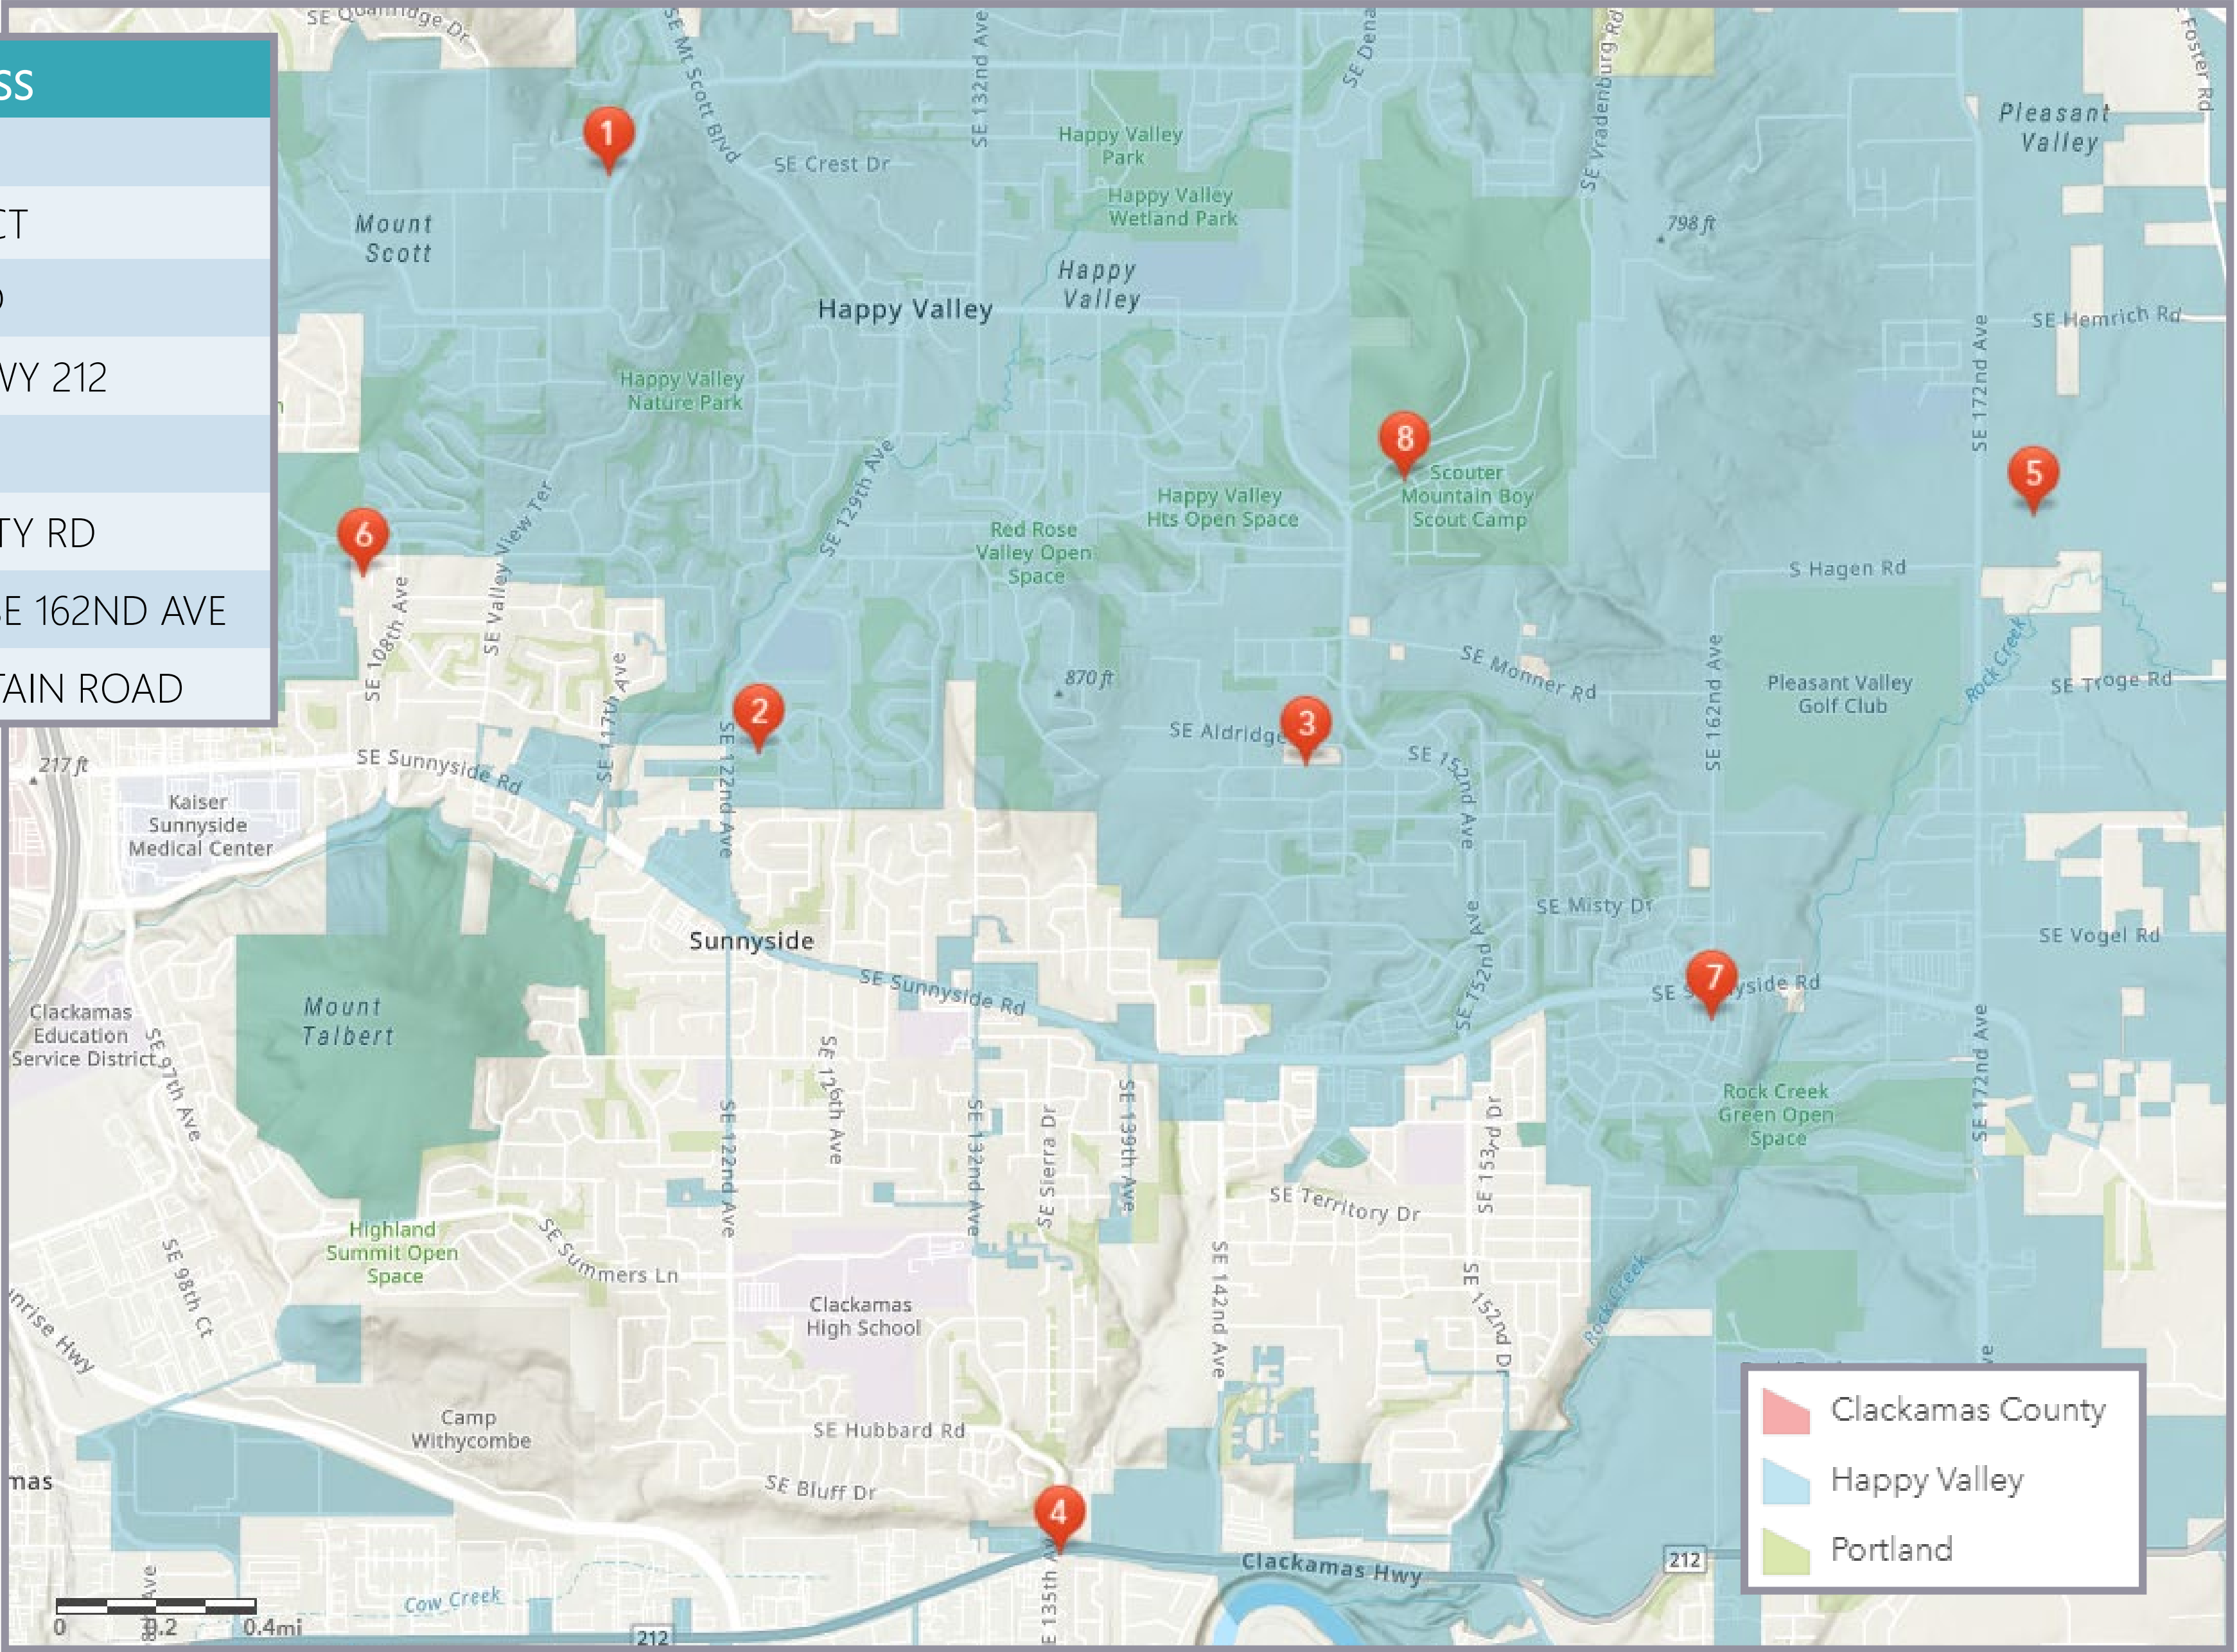 SS
CT
D
WY 212
TY RD
SE 162ND AVE
TAIN ROAD
SE Quailridge Dr
SE Mt Scott Blvd
SE 132nd Ave
SE Dena
SE Vradenburg Rd
Foster Rd
Pleasant
Valley
1
SE Crest Dr
Happy Valley
Park
Happy Valley
Wetland Park
Mount
Scott
798 ft
Happy
Valley
Happy Valley
SE Hemrich Rd
SE 172nd Ave
Happy Valley
Nature Park
8
Scouter
Mountain Boy
Scout Camp
5
SE 129th Ave
Happy Valley
Hts Open Space
Red Rose
Valley Open
Space
6
SE Valley View Ter
SE 108th Ave
S Hagen Rd
Rock Creek
SE Monner Rd
SE 162nd Ave
Pleasant Valley
Golf Club
SE Troge Rd
870 ft
SE 117th Ave
2
3
SE Aldridge
SE 152nd Ave
SE 122nd Ave
217 ft
SE Sunnyside Rd
Kaiser
Sunnyside
Medical Center
SE Misty Dr
SE 152nd Ave
Sunnyside
SE Vogel Rd
SE Sunnyside Rd
7
SE S yside Rd
Mount
Talbert
Clackamas
Education
Service District
SE 97th Ave
SE 126th Ave
SE 122nd Ave
SE 132nd Ave
SE Sierra Dr
SE 139th Ave
SE 153rd Dr
SE 172nd Ave
Rock Creek
Green Open
Space
SE Territory Dr
Highland
Summit Open
Space
SE Summers Ln
SE 98th Ct
SE 142nd Ave
SE 152nd Dr
Rock Creek
nrise Hwy
Clackamas
High School
ve
Camp
Withycombe
SE Hubbard Rd
Clackamas County
Happy Valley
Portland
mas
SE Bluff Dr
4
E 135th Av
Clackamas Hwy
212
Cow Creek
Ave
0 0.2 0.4mi
212